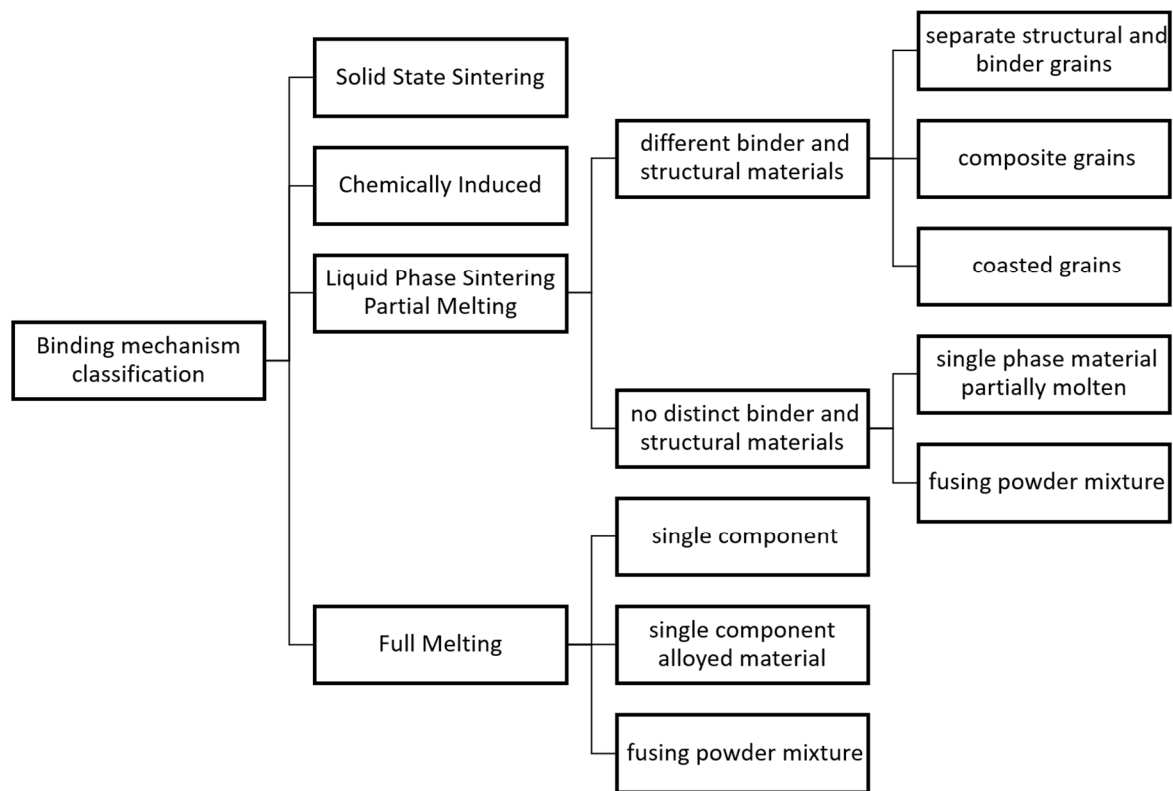 Binding mechanism
classification
Solid State Sintering
Chemically Induced
Liquid Phase Sintering
Partial Melting
different binder and
structural materials
separate structural and
binder grains
composite grains
coasted grains
no distinct binder and
structural materials
single phase material
partially molten
fusing powder mixture
Full Melting
single component
single component
alloyed material
fusing powder mixture